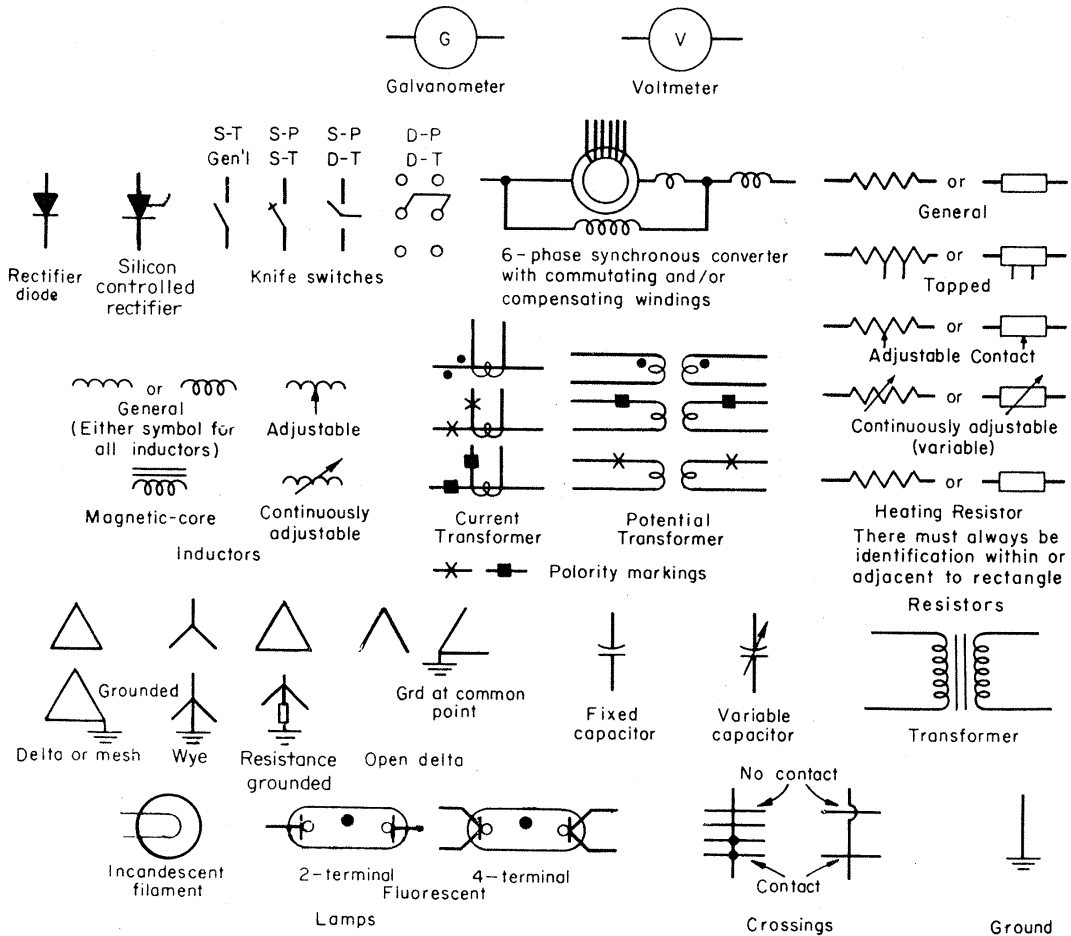 G
V
Galvanometer
Voltmeter
S-T
Gen'l
S-P
S-T
S-P
D-T
D-P
D-T
Rectifier
diode
Silicon
controlled
rectifier
Knife switches
6-phase synchronous converter
with commutating and/or
compensating windings
or
General
or
Tapped
or
Adjustable Contact
or
Continuously adjustable
(variable)
or
Heating Resistor
There must always be
identification within or
adjacent to rectangle
Resistors
or
General
(Either symbol for
all inductors)
Adjustable
Magnetic-core
Continuously
adjustable
Inductors
Current
Transformer
Potential
Transformer
Polority markings
Grounded
Delta or mesh
Wye
Resistance
grounded
Open delta
Grd at common
point
Fixed
capacitor
Variable
capacitor
Transformer
Incandescent
filament
2-terminal
4-terminal
Fluorescent
Lamps
No contact
Contact
Crossings
Ground